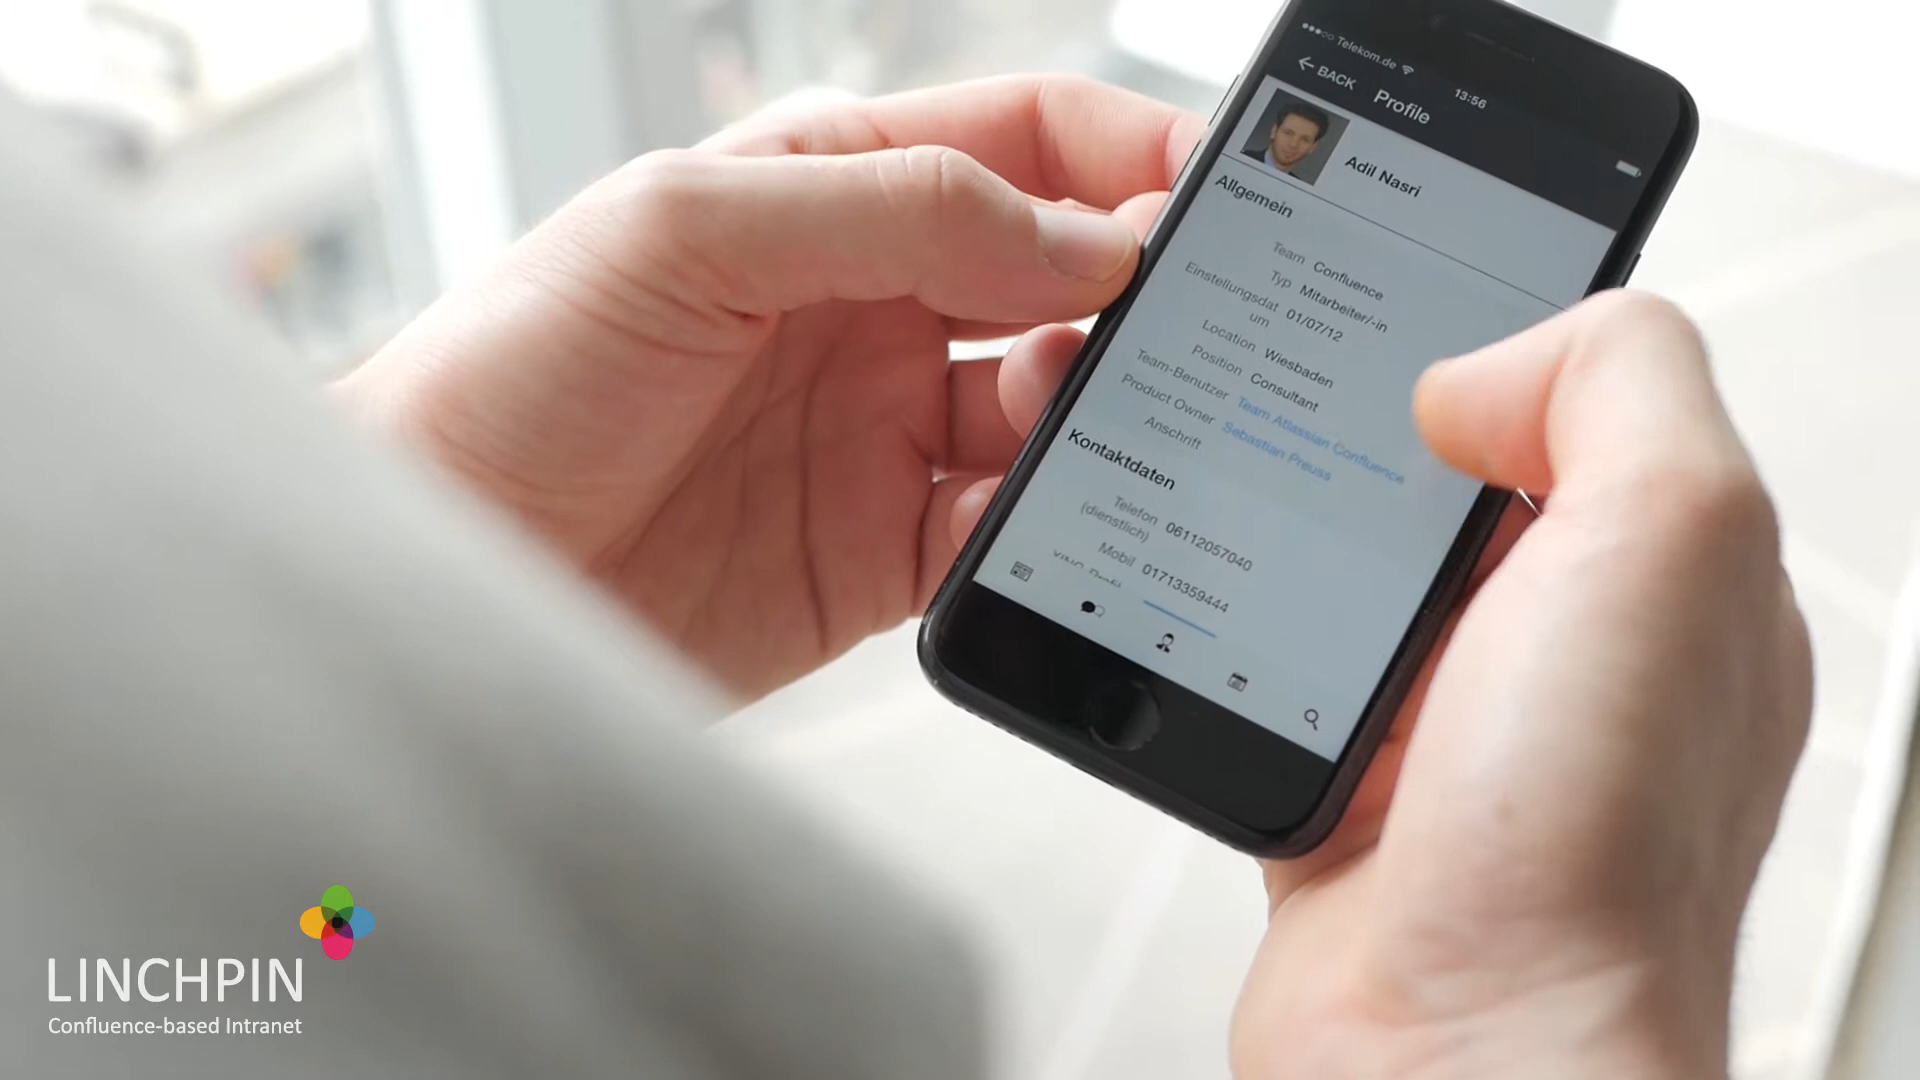 Telekom.de
13:56
BACK
Profile
Adil Nasri
Allgemein
Team Confluence
Typ Mitarbeiter/-in
Einstellungsdat
um 01/07/12
Location Wiesbaden
Position Consultant
Team-Benutzer Team Atlassian Confluence
Product Owner Sebastian Preuss
Anschrift
Kontaktdaten
Telefon
(dienstlich) 06112057040
Mobil 01713359444
LINCHPIN
Confluence-based Intranet